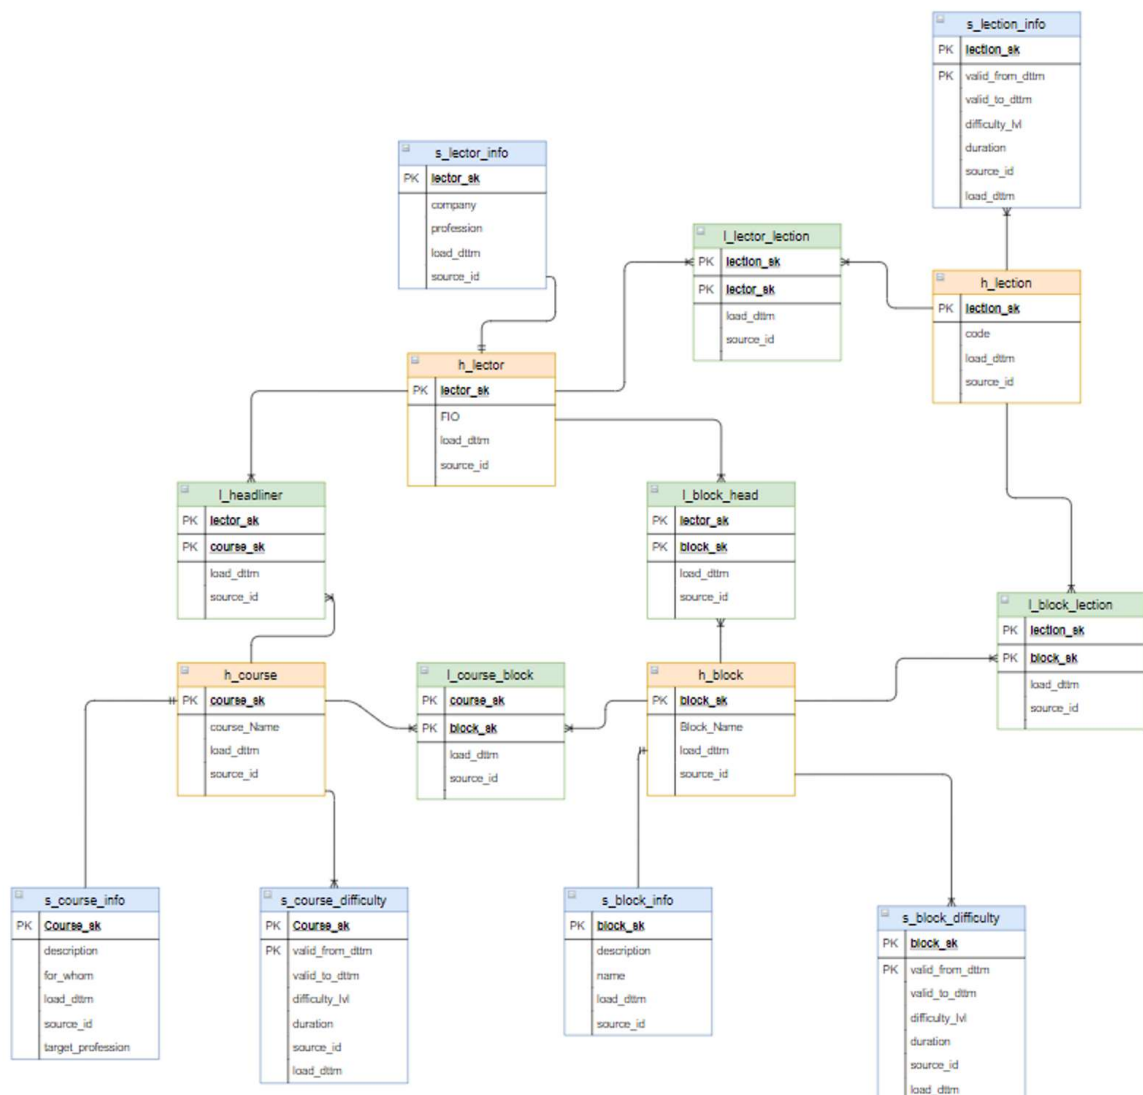 s_lection_info
PK lection_sk
PK valid_from_dttm
valid_to_dttm
difficulty_lvl
duration
source_id
load_dttm
s_lector_info
PK lector_sk
company
profession
load_dttm
source_id
l_lector_lection
PK lection_sk
PK lector_sk
load_dttm
source_id
h_lection
PK lection_sk
code
load_dttm
source_id
h_lector
PK lector_sk
FIO
load_dttm
source_id
l_headliner
PK lector_sk
PK course_sk
load_dttm
source_id
l_block_head
PK lector_sk
PK block_sk
load_dttm
source_id
l_block_lection
PK lection_sk
PK block_sk
load_dttm
source_id
h_course
PK course_sk
course_Name
load_dttm
source_id
l_course_block
PK course_sk
PK block_sk
load_dttm
source_id
h_block
PK block_sk
Block_Name
load_dttm
source_id
s_course_info
PK Course_sk
description
for_whom
load_dttm
source_id
target_profession
s_course_difficulty
PK Course_sk
PK valid_from_dttm
valid_to_dttm
difficulty_lvl
duration
source_id
load_dttm
s_block_info
PK block_sk
description
name
load_dttm
source_id
s_block_difficulty
PK block_sk
PK valid_from_dttm
valid_to_dttm
difficulty_lvl
duration
source_id
load_dttm